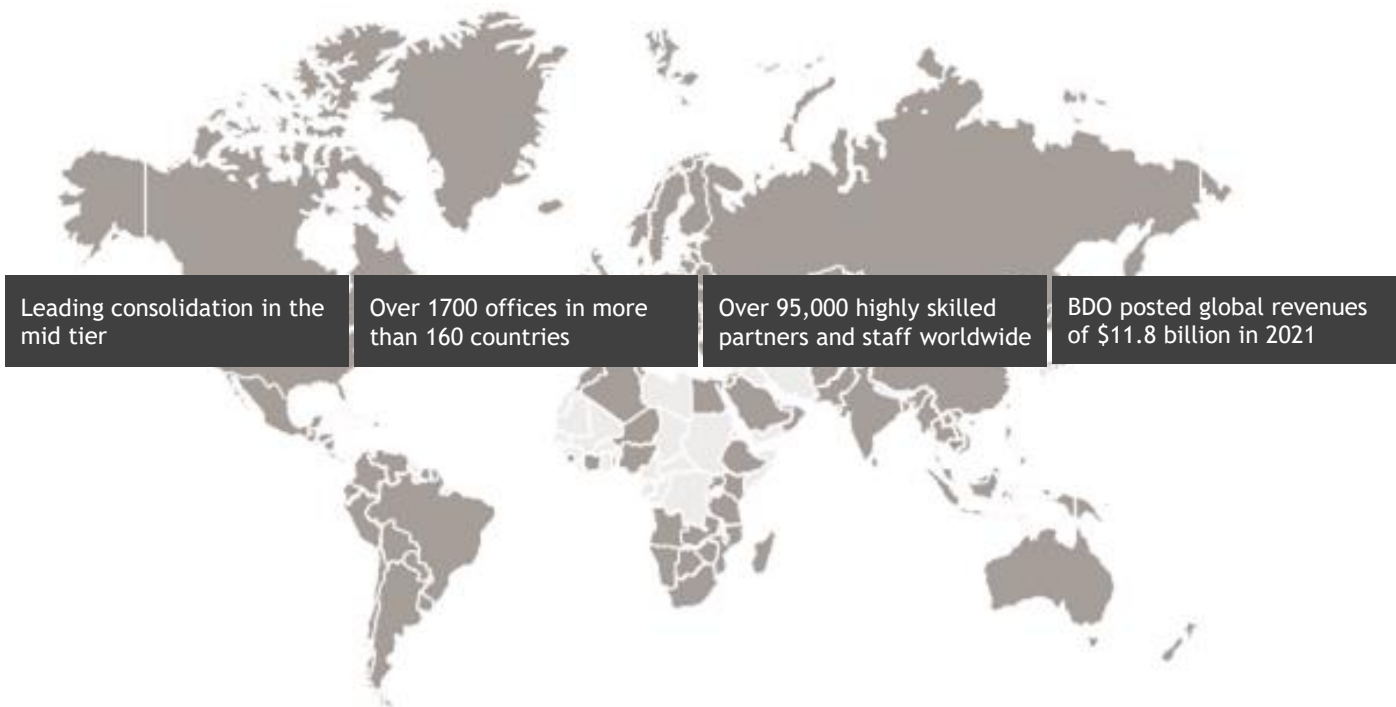 Leading consolidation in the
mid tier
Over 1700 offices in more
than 160 countries
Over 95,000 highly skilled
partners and staff worldwide
BDO posted global revenues
of $11.8 billion in 2021